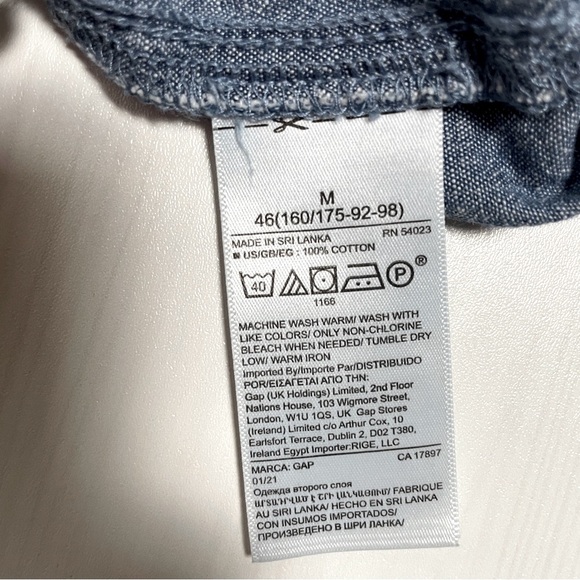 M
46(160/175-92-98)
MADE IN SRI LANKA RN 54023
US/GB/EG : 100% COTTON
40 P ®
1166
MACHINE WASH WARM/ WASH WITH
LIKE COLORS/ ONLY NON-CHLORINE
BLEACH WHEN NEEDED/ TUMBLE DRY
LOW/ WARM IRON
Imported By/Importe Par/DISTRIBUIDO
POR/ΕΙΣΑΓΕΤΑΙ ΑΠΟ ΤΗΝ:
Gap (UK Holdings) Limited, 2nd Floor
Nations House, 103 Wigmore Street,
London, W1U 1QS, UK Gap Stores
(Ireland) Limited c/o Arthur Cox, 10
Earlsfort Terrace, Dublin 2, D02 T380,
Ireland Egypt Importer:RIGE, LLC
MARCA: GAP CA 17897
01/21
Одежда второго слоя
ԱՐՏԱԴՐՎԱԾ Է ՇՐԻ ԼԱՆԿԱՅՈՒՄ/ FABRIQUE
AU SIRI LANKA/ HECHO EN SRI LANKA
CON INSUMOS IMPORTADOS/
ПРОИЗВЕДЕНО В ШРИ ЛАНКА/